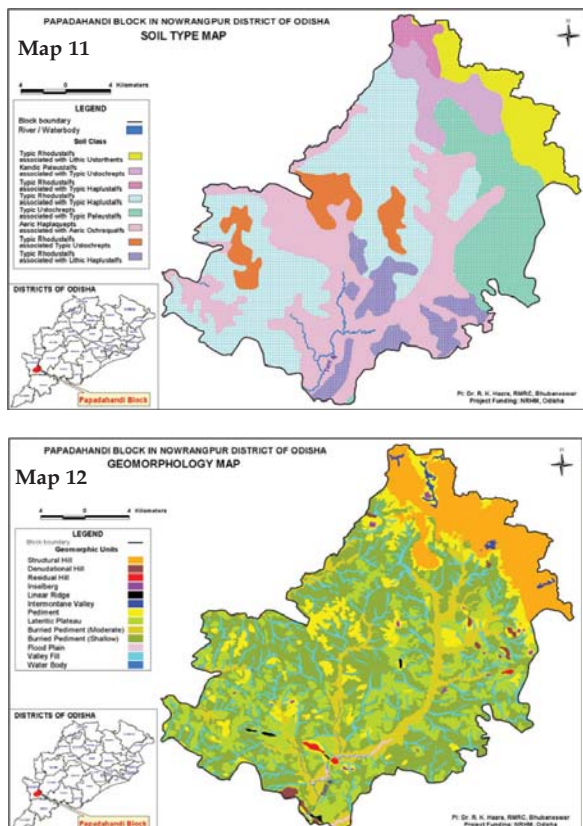 PAPADAHANDI BLOCK IN NOWRANGPUR DISTRICT OF ODISHA
SOIL TYPE MAP
Map 11
N
4 0 4 Kilometers
LEGEND
Block boundary
River / Waterbody
Soil Class
Typic Rhodustalfs
associated with Lithic Ustorthents
Kandic Paleustalfs
associated with Typic Ustochrepts
Typic Rhodustalfs
associated with Typic Haplustalfs
Typic Rhodustalfs
associated with Typic Haplustalfs
Typic Ustochrepts
associated with Typic Paleustalfs
Aeric Haplaquepts
associated with Aeric Ochraqualfs
Typic Rhodustalfs
associated Typic Ustochrepts
Typic Rhodustalfs
associated with Lithic Haplustalfs
DISTRICTS OF ODISHA
Papadahandi Block
PI: Dr. R. K. Hazra, RMRC, Bhubaneswar
Project Funding: NRHM, Odisha
PAPADAHANDI BLOCK IN NOWRANGPUR DISTRICT OF ODISHA
GEOMORPHOLOGY MAP
Map 12
N
4 0 4 Kilometers
LEGEND
Block boundary
Geomorphic Units
Structural Hill
Denudational Hill
Residual Hill
Inselberg
Linear Ridge
Intermontane Valley
Pediment
Lateritic Plateau
Burried Pediment (Moderate)
Burried Pediment (Shallow)
Flood Plain
Valley Fill
Water Body
DISTRICTS OF ODISHA
Papadahandi Block
PI: Dr. R. K. Hazra, RMRC, Bhubaneswar
Project Funding: NRHM, Odisha